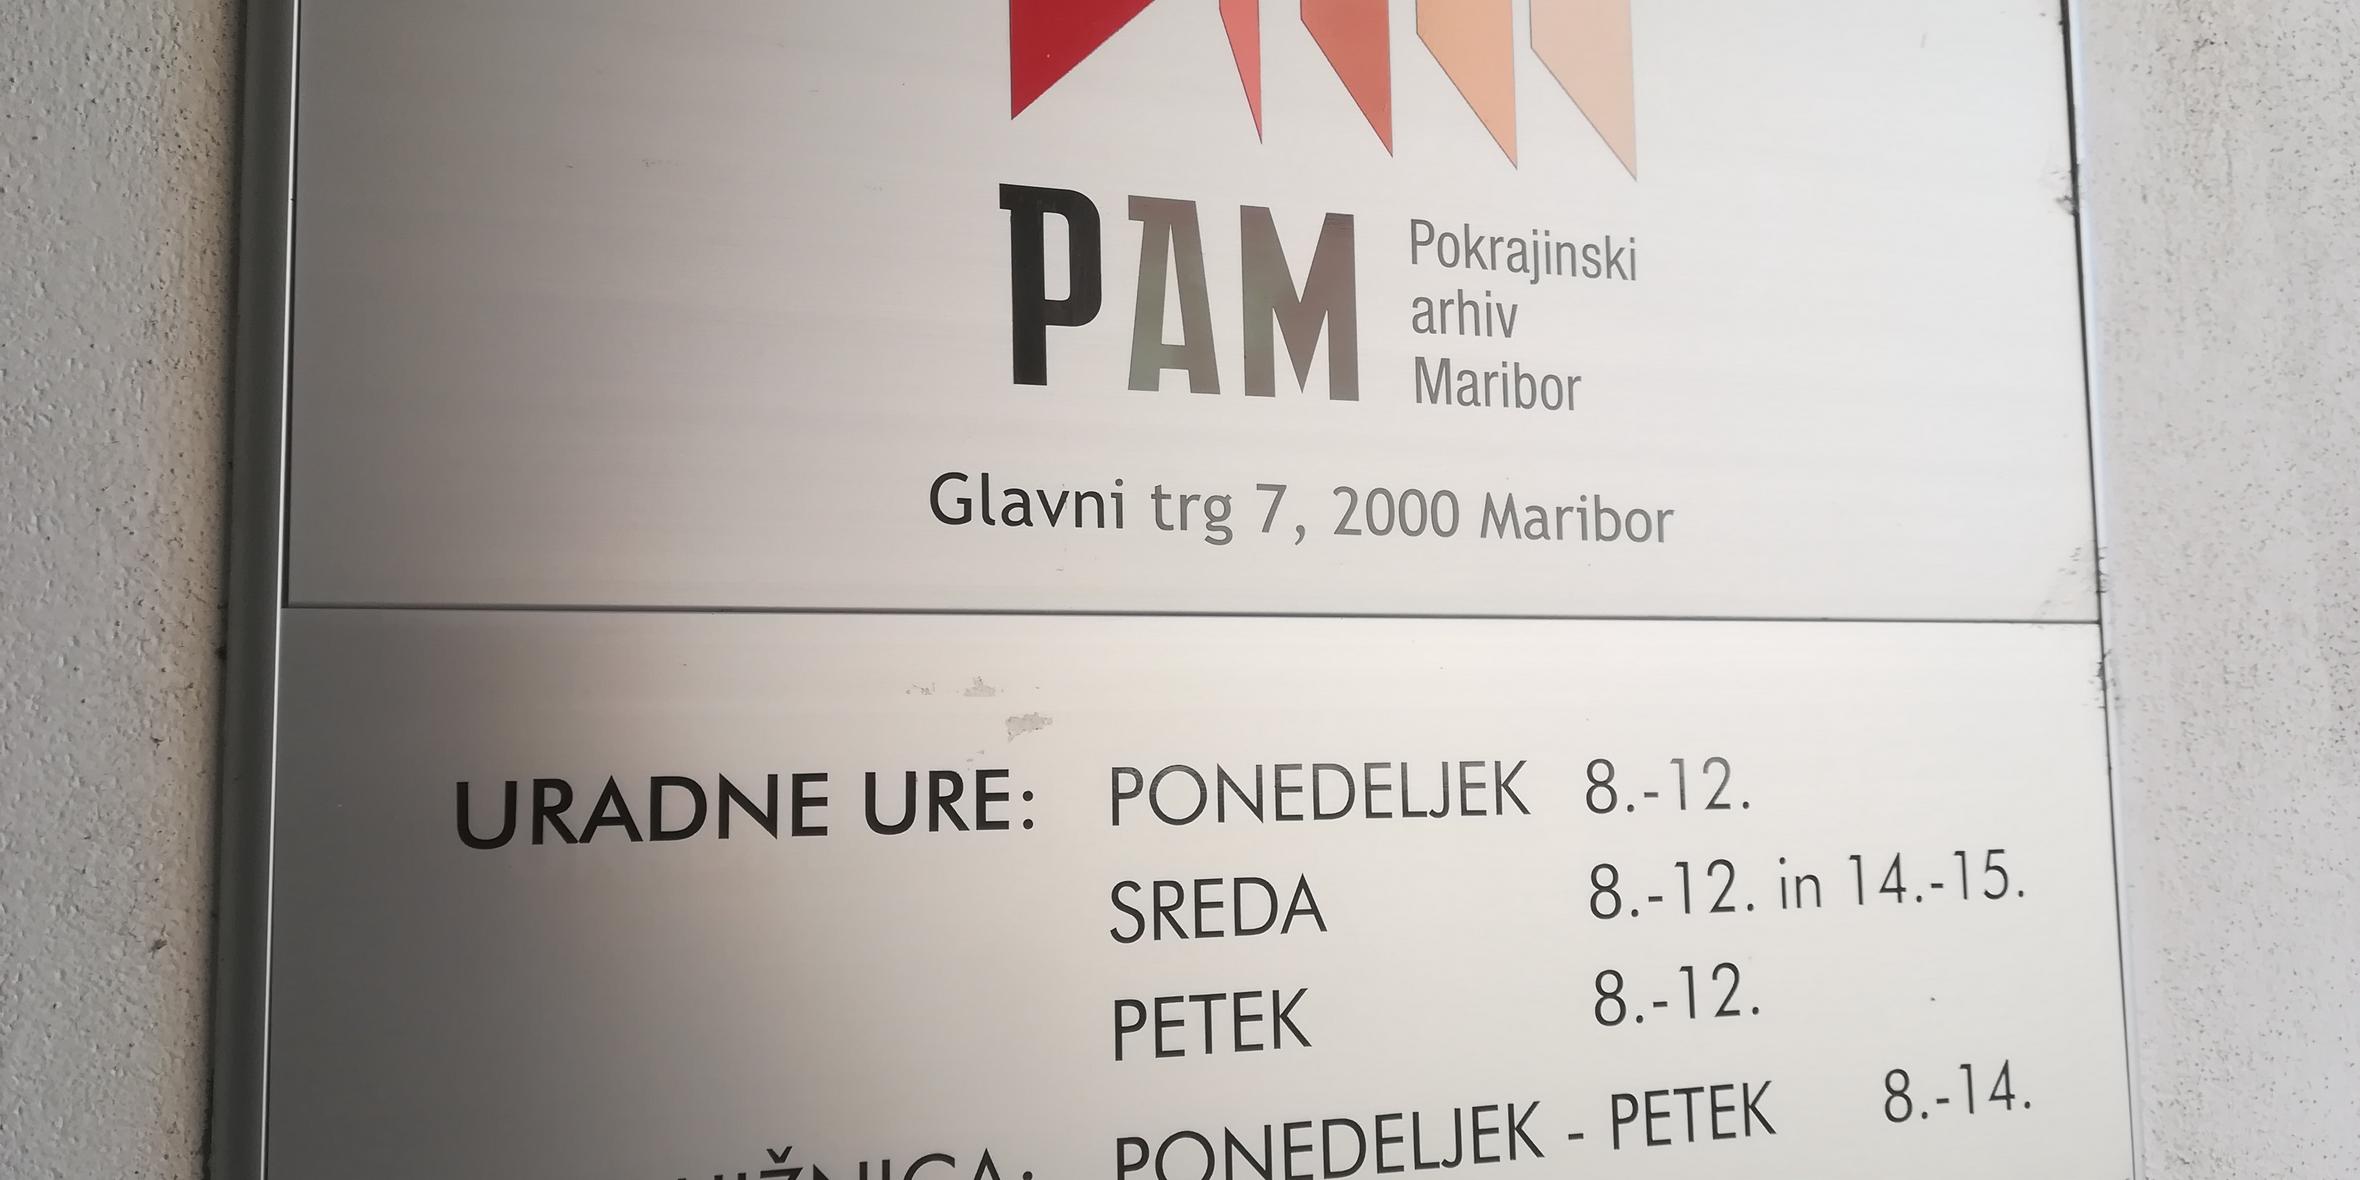 PAM
Pokrajinski
arhiv
Maribor
Glavni trg 7, 2000 Maribor
URADNE URE: PONEDELJEK 8.-12.
SREDA 8.-12. in 14.-15.
PETEK 8.-12.
PONEDELJEK - PETEK 8.-14.